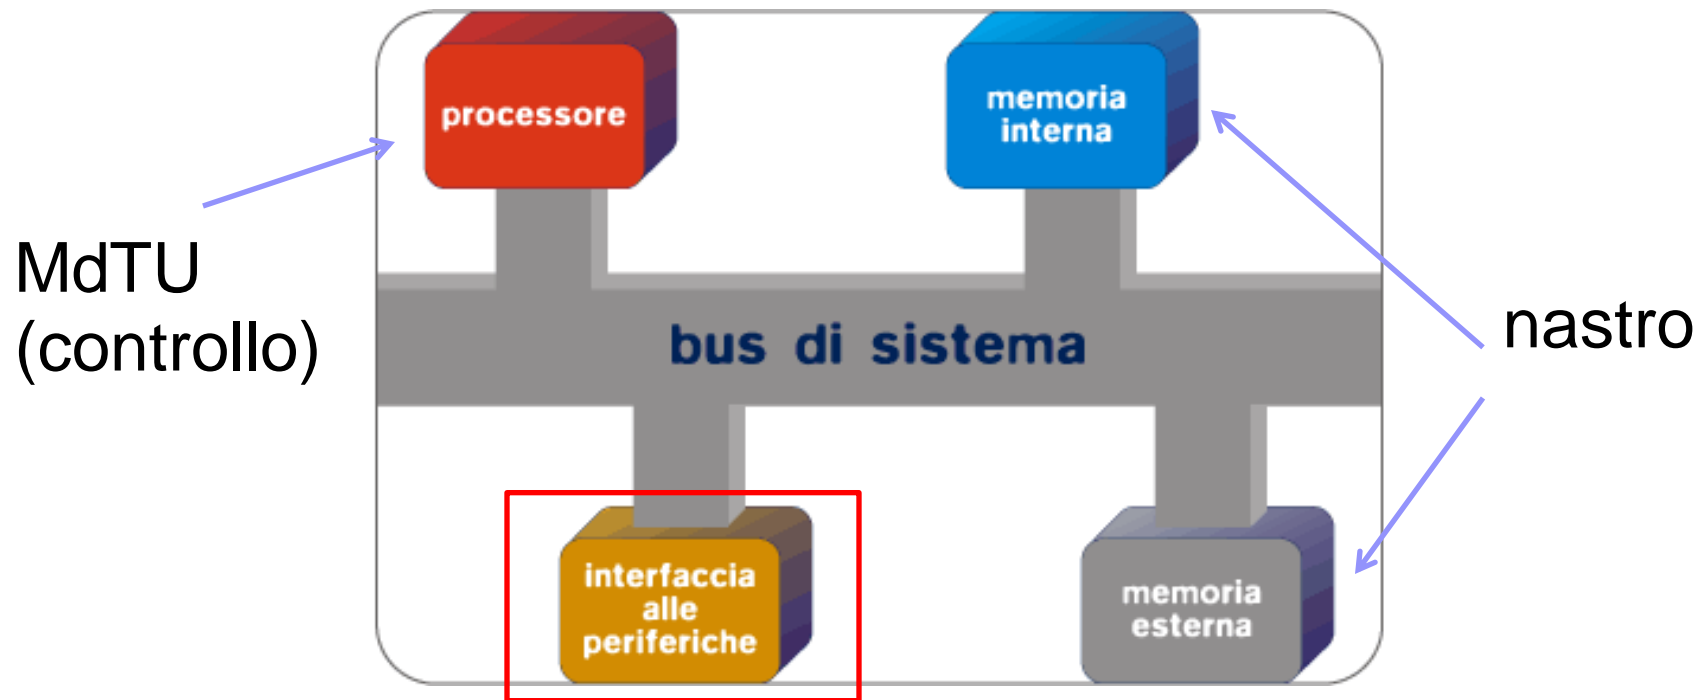 processore
memoria
interna
MdTU
(controllo)
bus di sistema
nastro
interfaccia
alle
periferiche
memoria
esterna